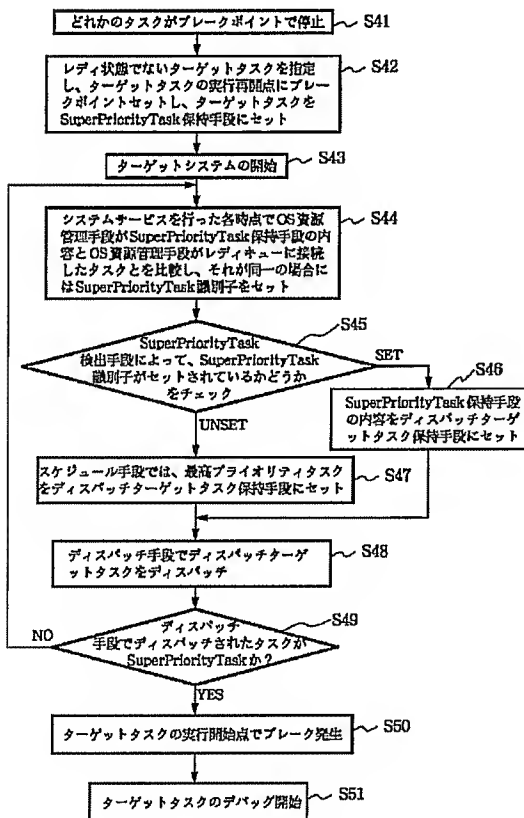 どれかのタスクがブレークポイントで停止
S41
レディ状態でないターゲットタスクを指定
し、ターゲットタスクの実行再開点にブレー
クポイントセットし、ターゲットタスクを
SuperPriorityTask保持手段にセット
S42
ターゲットシステムの開始
S43
システムサービスを行った各時点でOS資源
管理手段がSuperPriorityTask保持手段の内
容とOS資源管理手段がレディキューに接続し
たタスクとを比較し、それが同一の場合に
はSuperPriorityTask識別子をセット
S44
SuperPriorityTask
検出手段によって、SuperPriorityTask
識別子がセットされているかどうか
をチェック
S45
SET
UNSET
SuperPriorityTask保持手段
の内容をディスパッチターゲ
ットタスク保持手段にセット
S46
スケジュール手段では、最高プライオリティタスク
をディスパッチターゲットタスク保持手段にセット
S47
ディスパッチ手段でディスパッチターゲ
ットタスクをディスパッチ
S48
ディスパッチ
手段でディスパッチされたタスクが
SuperPriorityTaskか?
S49
NO
YES
ターゲットタスクの実行開始点でブレーク発生
S50
ターゲットタスクのデバッグ開始
S51